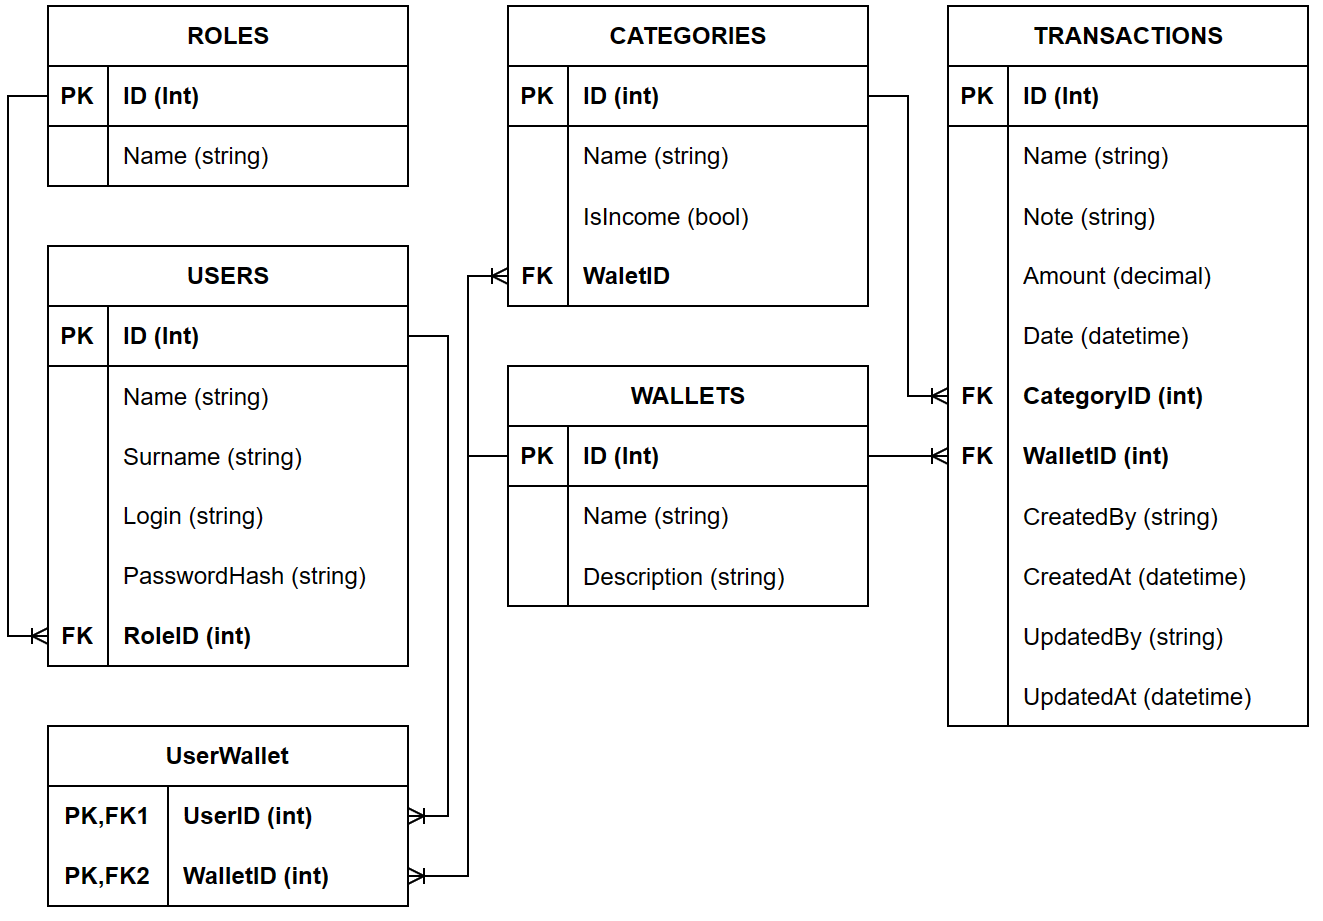 ROLES
PK ID (Int)
Name (string)
USERS
PK ID (Int)
Name (string)
Surname (string)
Login (string)
PasswordHash (string)
FK RoleID (int)
UserWallet
PK,FK1 UserID (int)
PK,FK2 WalletID (int)
CATEGORIES
PK ID (int)
Name (string)
IsIncome (bool)
FK WaletID
WALLETS
PK ID (Int)
Name (string)
Description (string)
TRANSACTIONS
PK ID (Int)
Name (string)
Note (string)
Amount (decimal)
Date (datetime)
FK CategoryID (int)
FK WalletID (int)
CreatedBy (string)
CreatedAt (datetime)
UpdatedBy (string)
UpdatedAt (datetime)